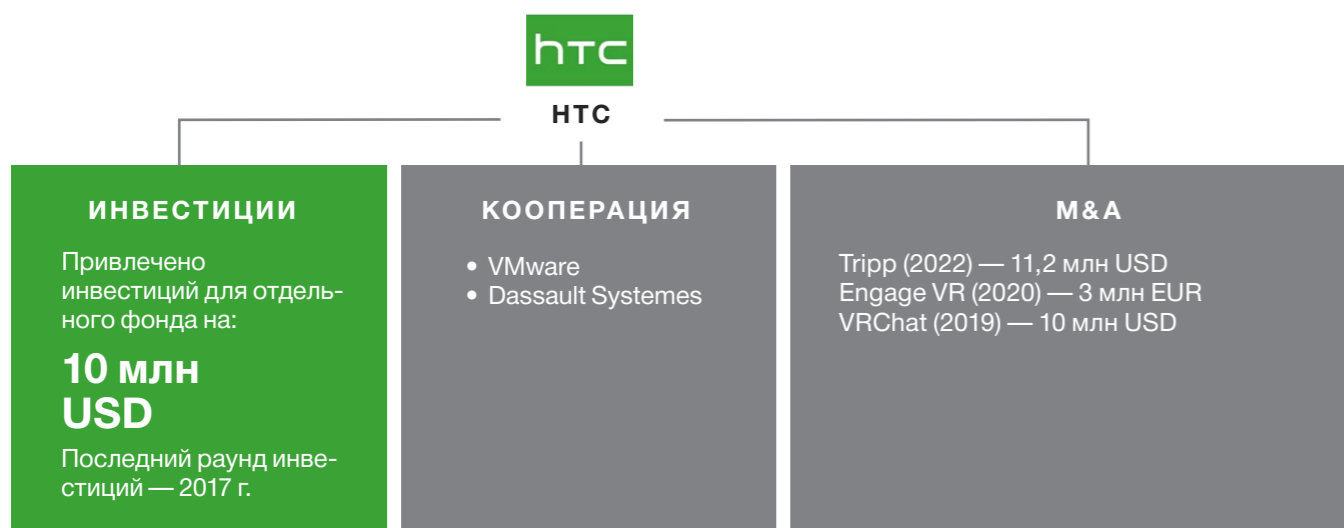 hTC
HTC
ИНВЕСТИЦИИ
Привлечено
инвестиций для отдель-
ного фонда на:
10 млн
USD
Последний раунд инве-
стиций — 2017 г.
КООПЕРАЦИЯ
• VMware
• Dassault Systemes
M&A
Tripp (2022) — 11,2 млн USD
Engage VR (2020) — 3 млн EUR
VRChat (2019) — 10 млн USD